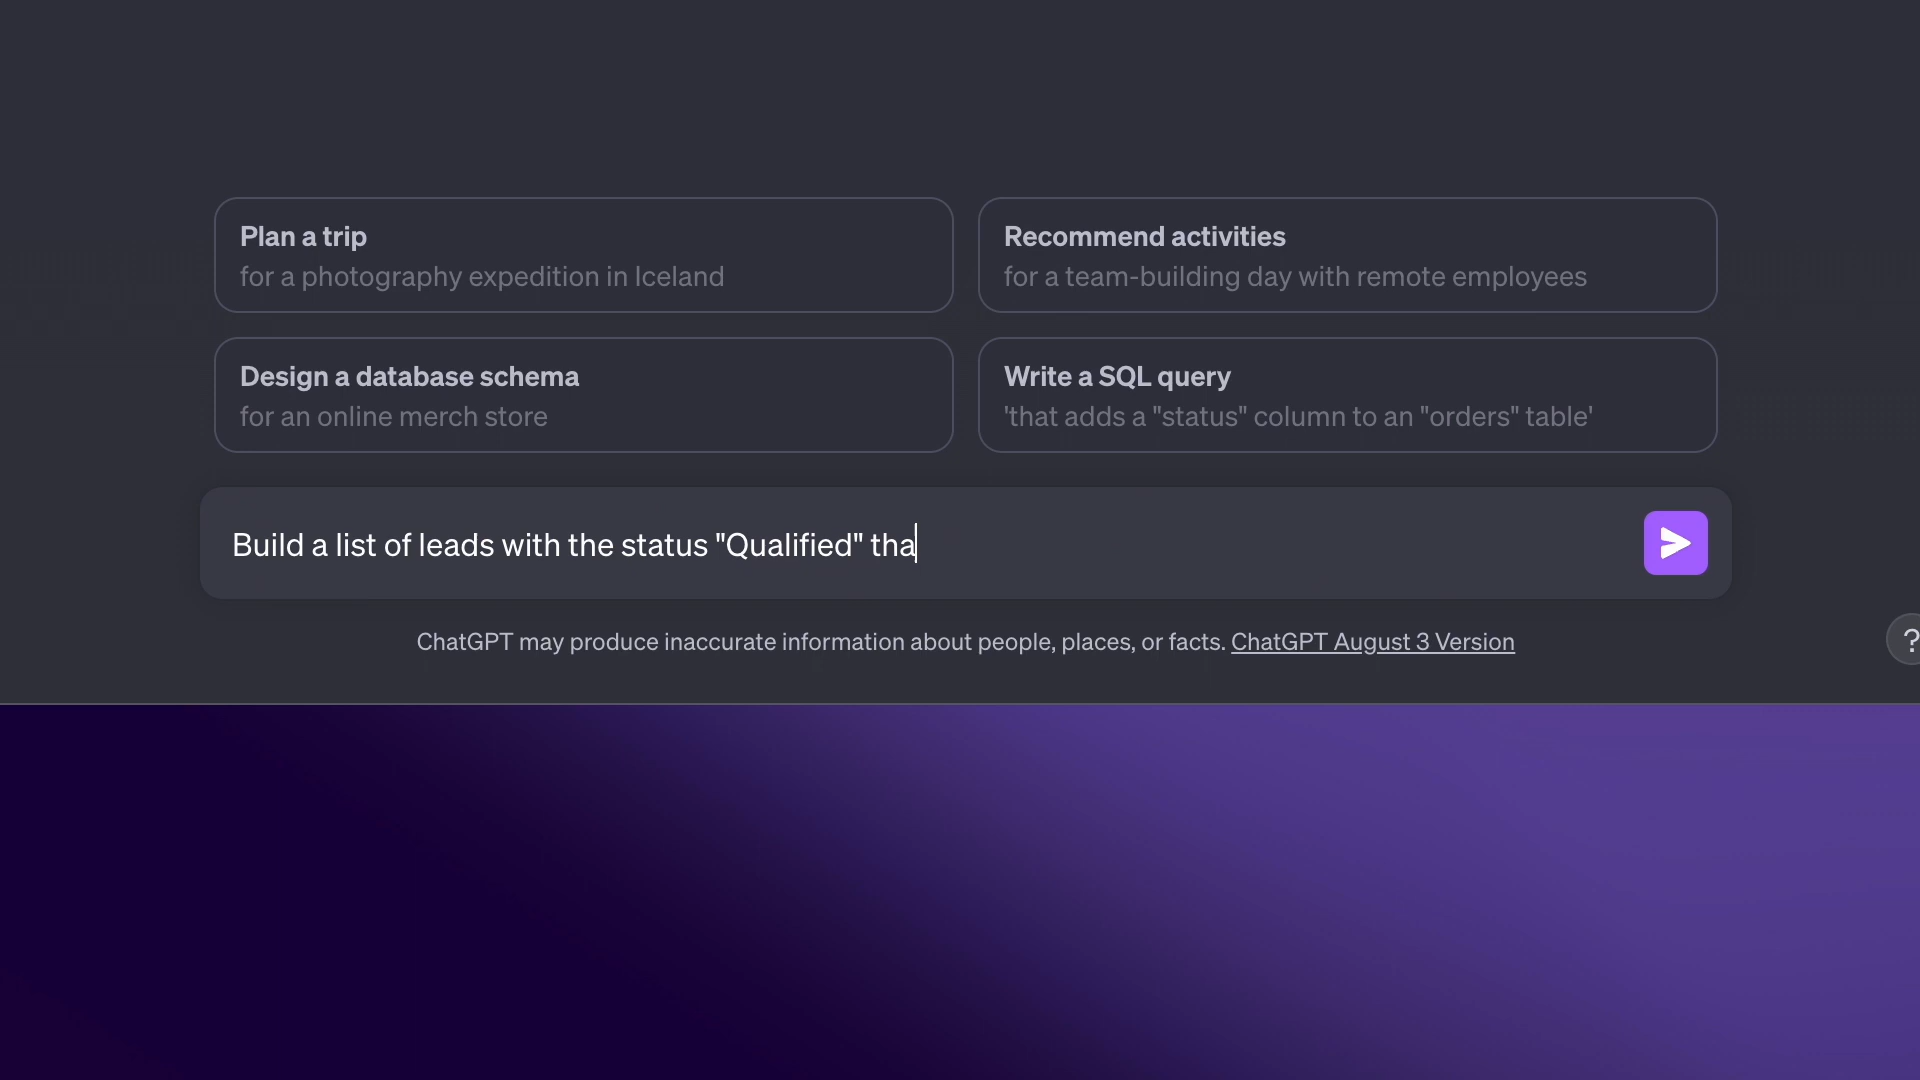 Plan a trip
for a photography expedition in Iceland
Recommend activities
for a team-building day with remote employees
Design a database schema
for an online merch store
Write a SQL query
'that adds a "status" column to an "orders" table'
Build a list of leads with the status "Qualified" tha
ChatGPT may produce inaccurate information about people, places, or facts. ChatGPT August 3 Version
?